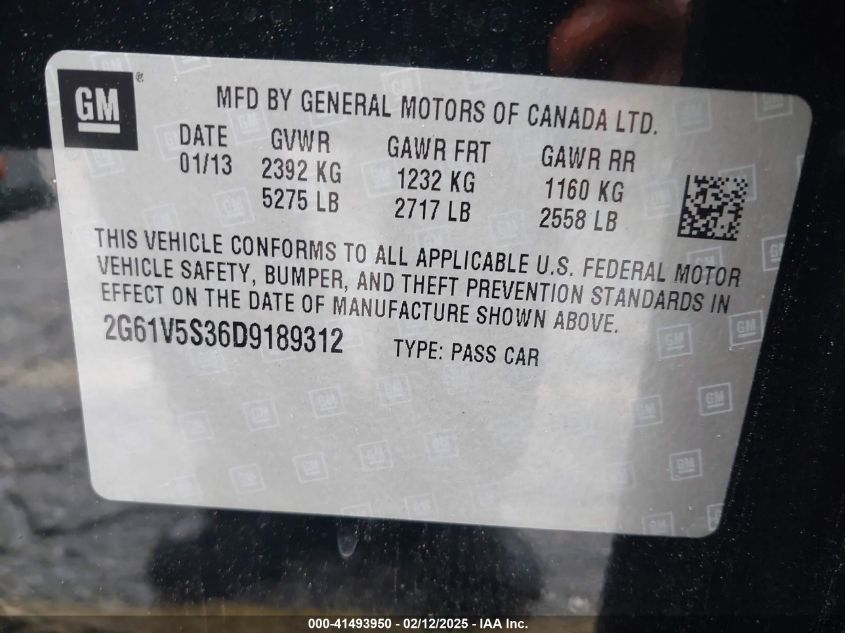 GM ®
MFD BY GENERAL MOTORS OF CANADA LTD.
DATE GVWR GAWR FRT GAWR RR
01/13 2392 KG 1232 KG 1160 KG
5275 LB 2717 LB 2558 LB
THIS VEHICLE CONFORMS TO ALL APPLICABLE U.S. FEDERAL MOTOR
VEHICLE SAFETY, BUMPER, AND THEFT PREVENTION STANDARDS IN
EFFECT ON THE DATE OF MANUFACTURE SHOWN ABOVE.
2G61V5S36D9189312 TYPE: PASS CAR
000-41493950 - 02/12/2025 - IAA Inc.